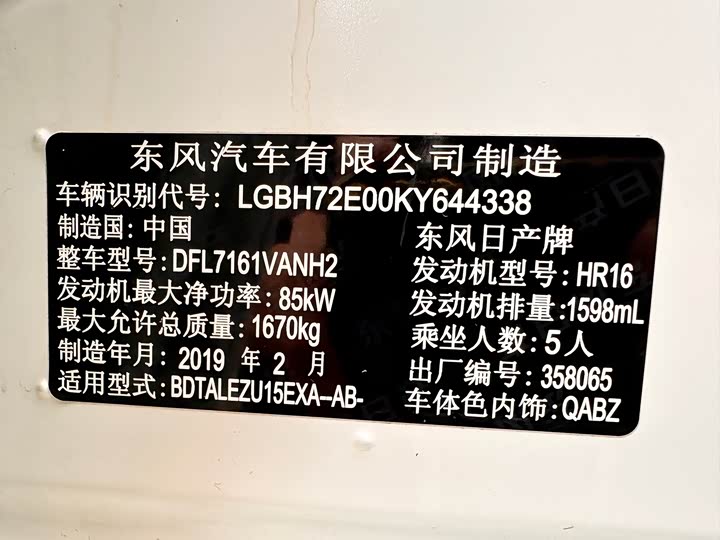 东风汽车有限公司制造
车辆识别代号: LGBH72E00KY644338
制造国: 中国
东风日产牌
整车型号: DFL7161VANH2
发动机型号: HR16
发动机最大净功率: 85kW
发动机排量: 1598mL
最大允许总质量: 1670kg
乘坐人数: 5人
制造年月: 2019 年 2 月
出厂编号: 358065
适用型式: BDTALEZU15EXA--AB-
车体色内饰: QABZ